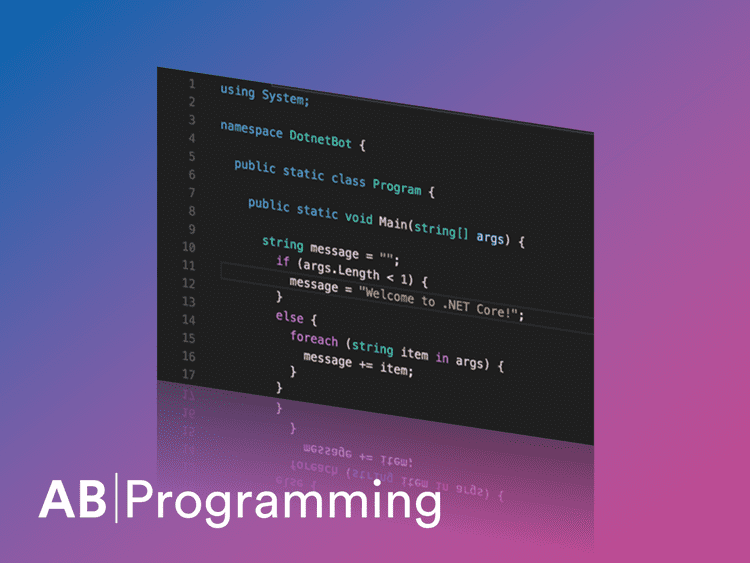 1 using System;
2
3 namespace DotnetBot {
4
5 public static class Program {
6
7 public static void Main(string[] args) {
8
9 string message = "";
10 if (args.Length < 1) {
11 message = "Welcome to .NET Core!";
12 }
13 else {
14 foreach (string item in args) {
15 message += item;
16 }
17 }
AB|Programming